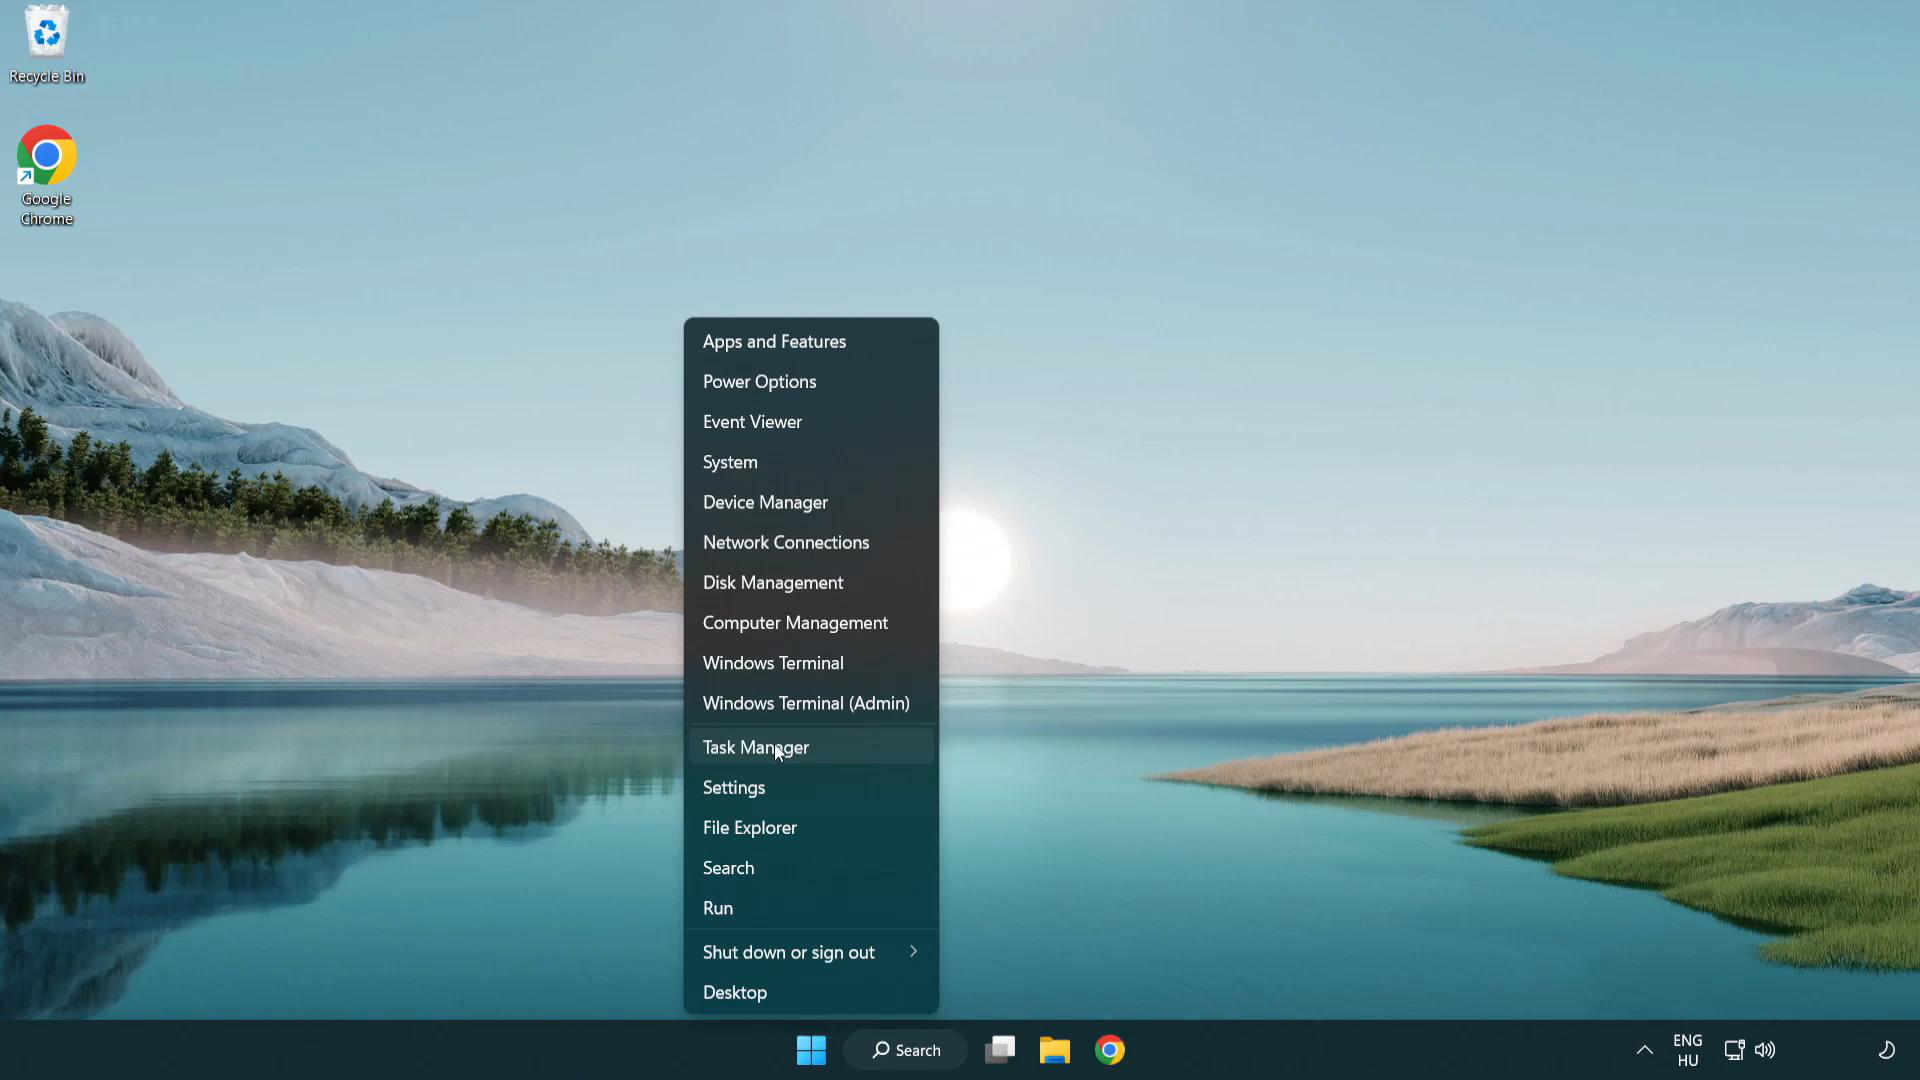 Recycle Bin
Google
Chrome
Apps and Features
Power Options
Event Viewer
System
Device Manager
Network Connections
Disk Management
Computer Management
Windows Terminal
Windows Terminal (Admin)
Task Manager
Settings
File Explorer
Search
Run
Shut down or sign out
Desktop
Search
ENG
HU